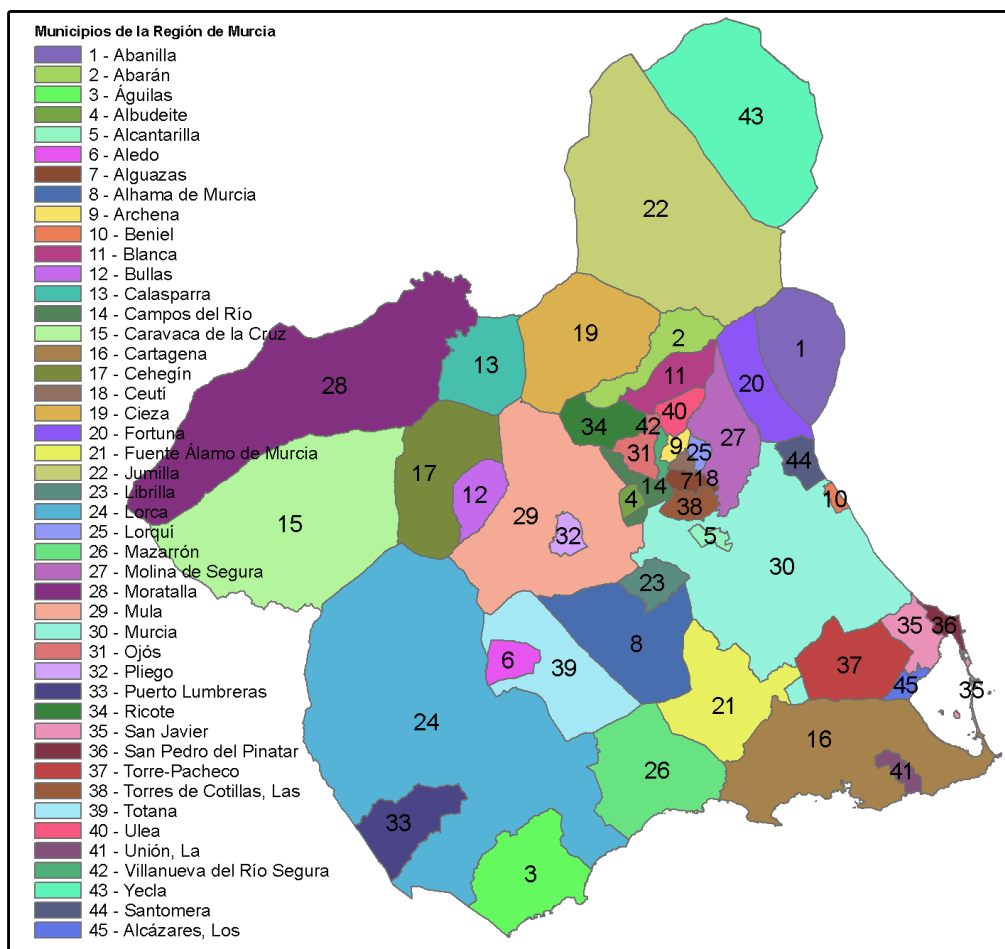 Municipios de la Región de Murcia
1 - Abanilla
2 - Abarán
3 - Águilas
4 - Albudeite
5 - Alcantarilla
6 - Aledo
7 - Alguazas
8 - Alhama de Murcia
9 - Archena
10 - Beniel
11 - Blanca
12 - Bullas
13 - Calasparra
14 - Campos del Río
15 - Caravaca de la Cruz
16 - Cartagena
17 - Cehegín
18 - Ceutí
19 - Cieza
20 - Fortuna
21 - Fuente Álamo de Murcia
22 - Jumilla
23 - Librilla
24 - Lorca
25 - Lorquí
26 - Mazarrón
27 - Molina de Segura
28 - Moratalla
29 - Mula
30 - Murcia
31 - Ojós
32 - Pliego
33 - Puerto Lumbreras
34 - Ricote
35 - San Javier
36 - San Pedro del Pinatar
37 - Torre-Pacheco
38 - Torres de Cotillas, Las
39 - Totana
40 - Ulea
41 - Unión, La
42 - Villanueva del Río Segura
43 - Yecla
44 - Santomera
45 - Alcázares, Los
43
22
19
2
1
13
11
20
28
40
34
42
27
9
31
25
44
17
7
18
12
14
4
38
10
15
29
32
5
30
23
35
36
8
6
39
37
45
35
21
24
16
26
41
33
3